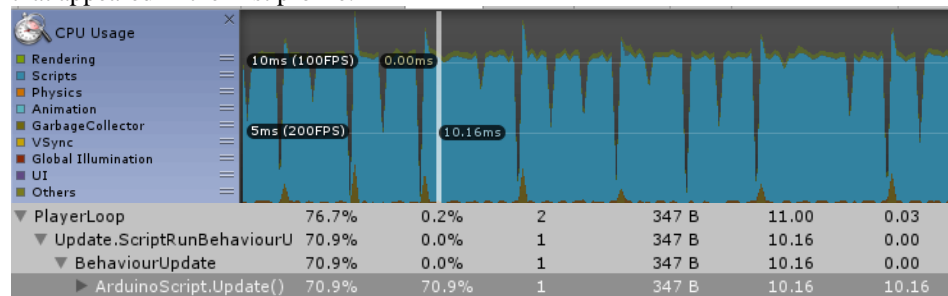 CPU Usage
Rendering
Scripts
Physics
Animation
GarbageCollector
VSync
Global Illumination
UI
Others
10ms (100FPS) 0.00ms
5ms (200FPS) 10.16ms
PlayerLoop 76.7% 0.2% 2 347 B 11.00 0.03
Update.ScriptRunBehaviourU 70.9% 0.0% 1 347 B 10.16 0.00
BehaviourUpdate 70.9% 0.0% 1 347 B 10.16 0.00
ArduinoScript.Update() 70.9% 70.9% 1 347 B 10.16 10.16